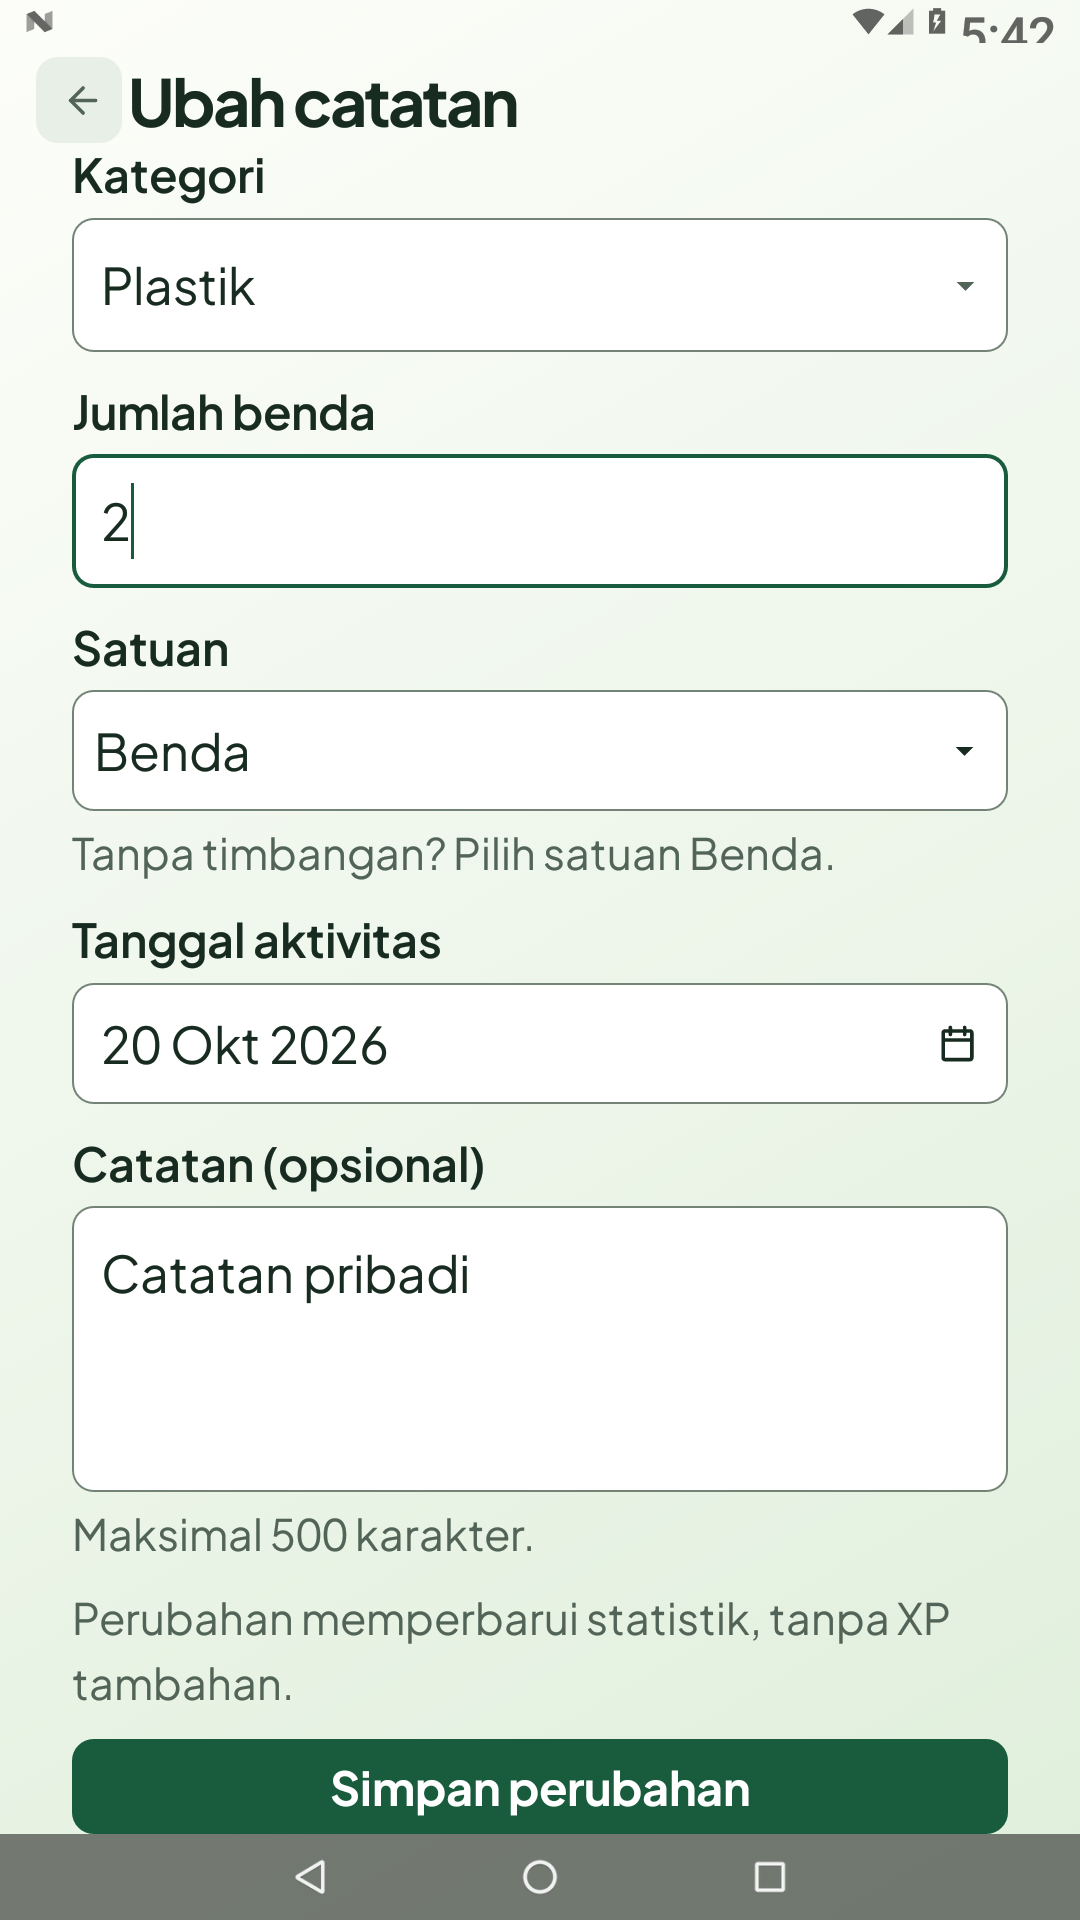 5:42
Ubah catatan
Kategori
Plastik
Jumlah benda
2
Satuan
Benda
Tanpa timbangan? Pilih satuan Benda.
Tanggal aktivitas
20 Okt 2026
Catatan (opsional)
Catatan pribadi
Maksimal 500 karakter.
Perubahan memperbarui statistik, tanpa XP
tambahan.
Simpan perubahan